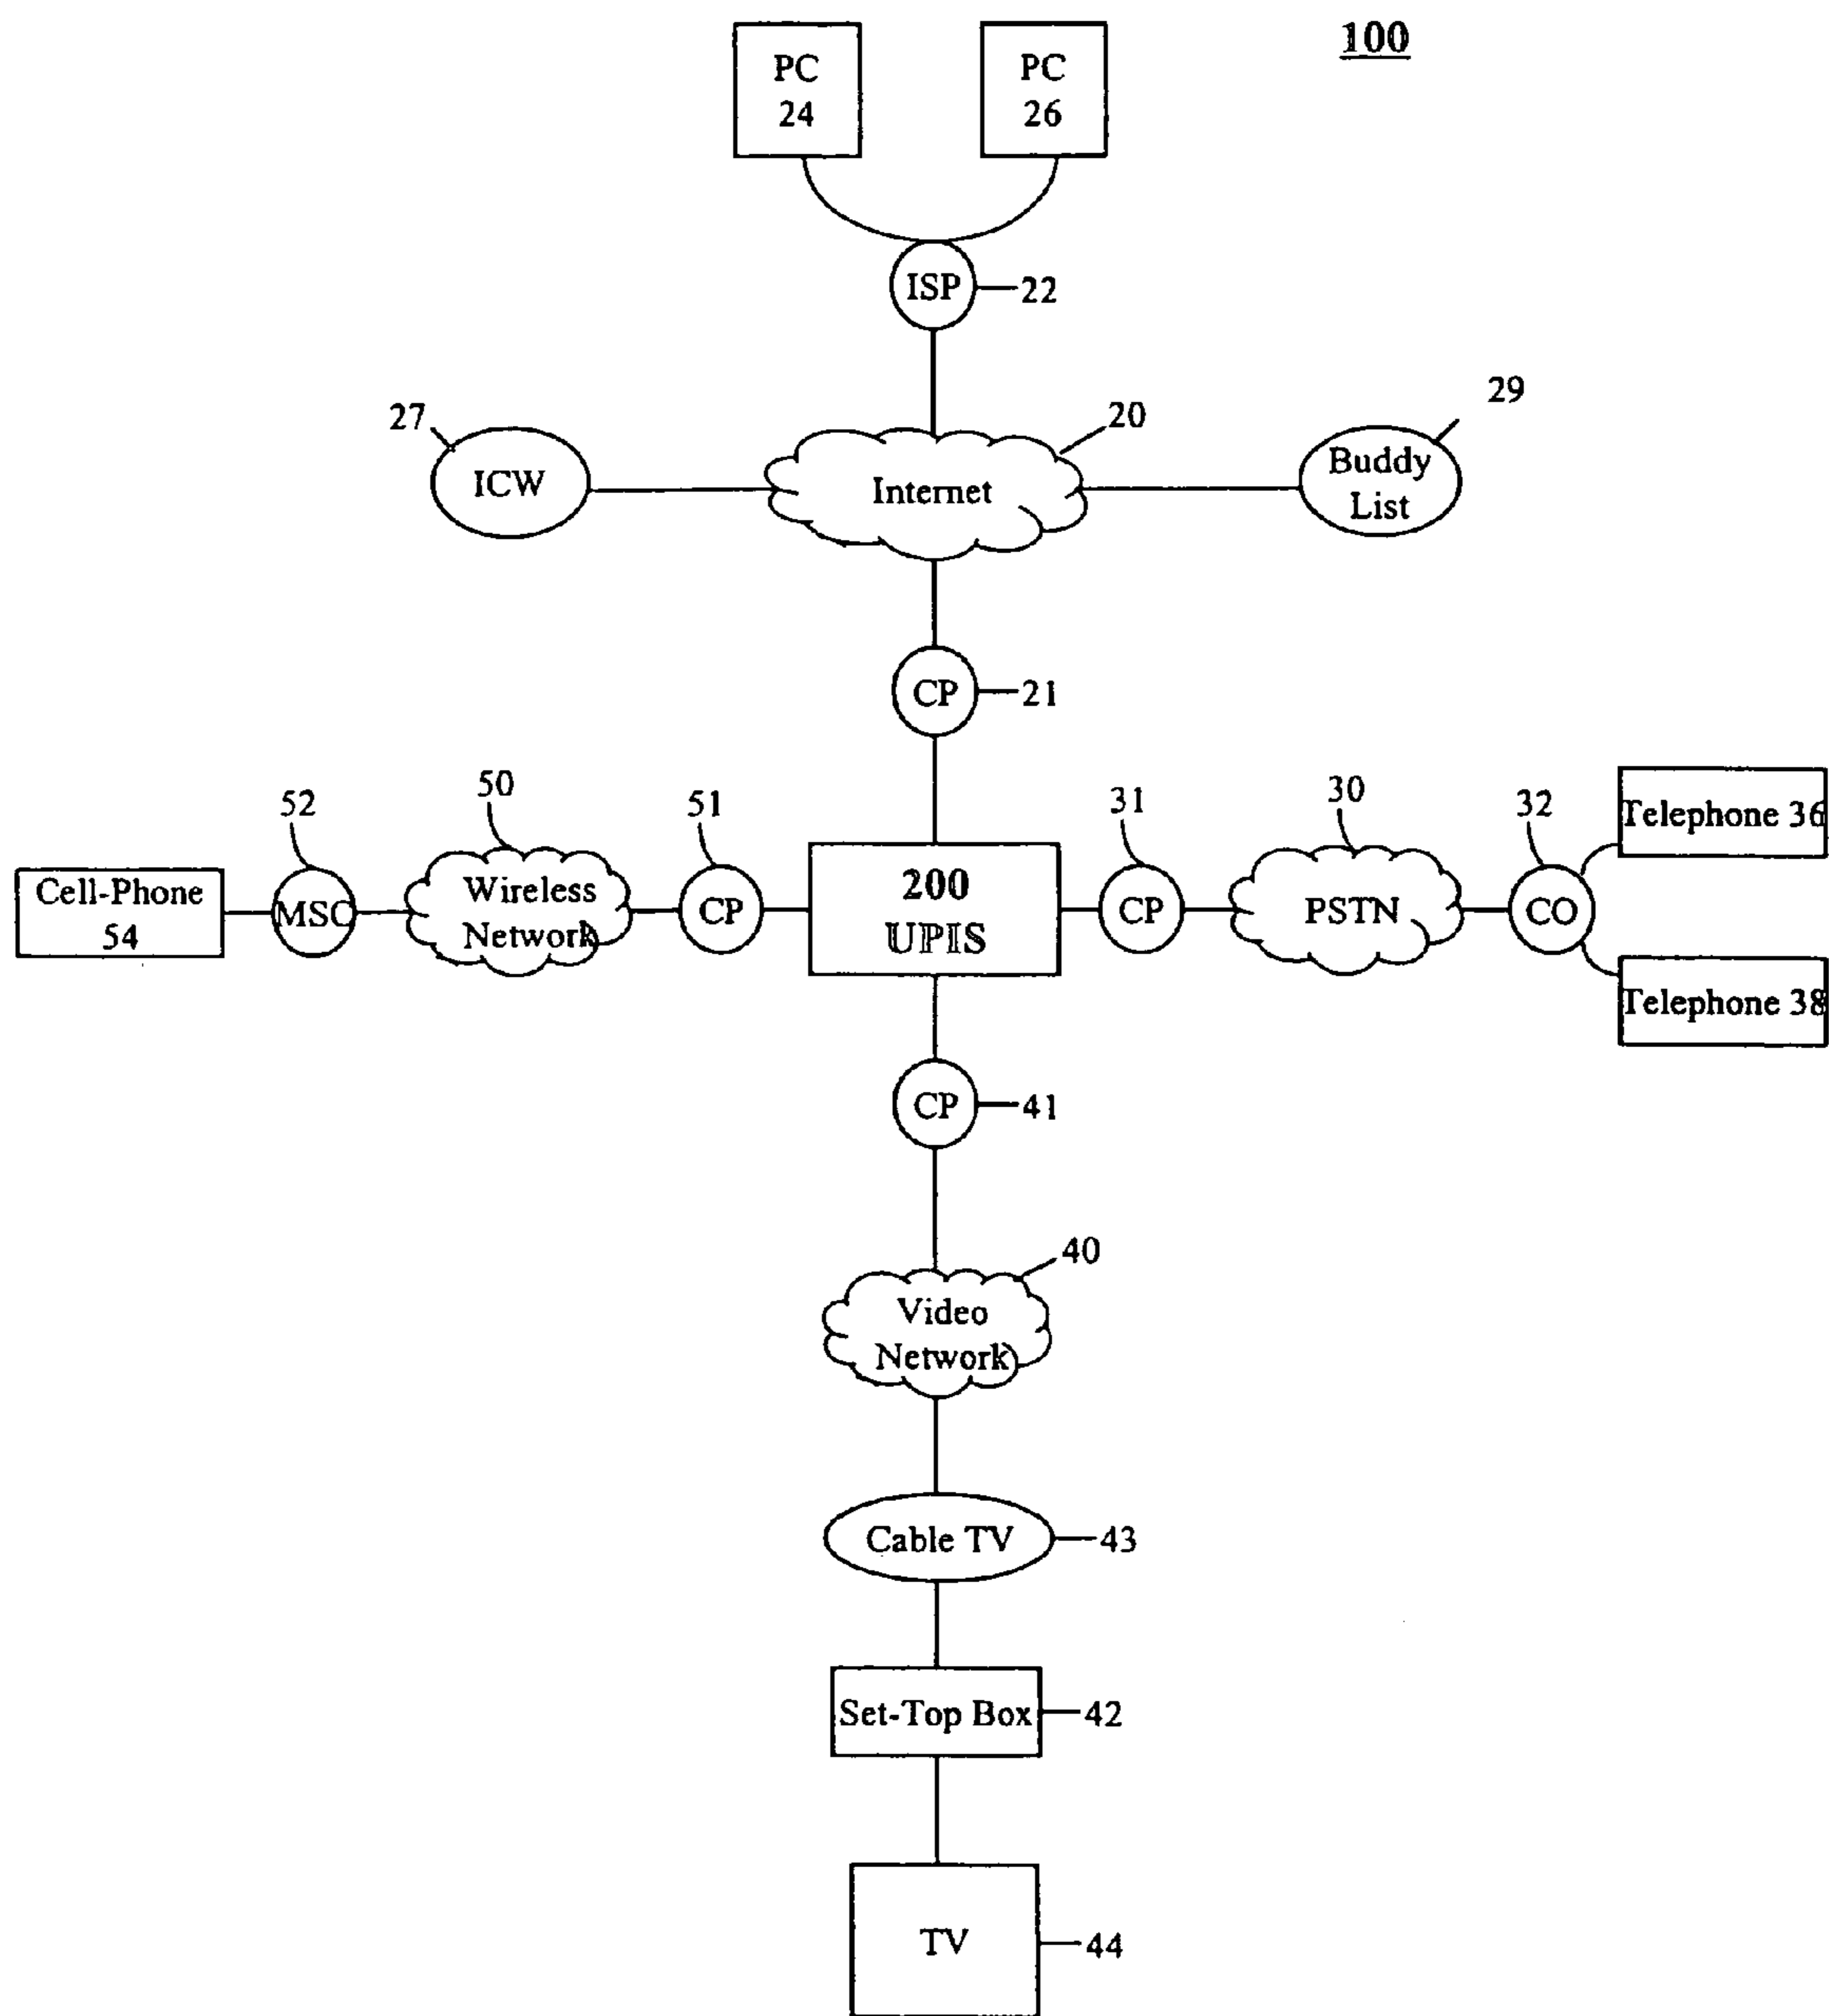 100
PC
24
PC
26
ISP
22
27
ICW
20
Internet
29
Buddy
List
CP
21
52
50
51
31
30
32
Cell-Phone
54
MSC
Wireless
Network
CP
200
UPIS
CP
PSTN
CO
Telephone 36
Telephone 38
CP
41
40
Video
Network
Cable TV
43
Set-Top Box
42
TV
44